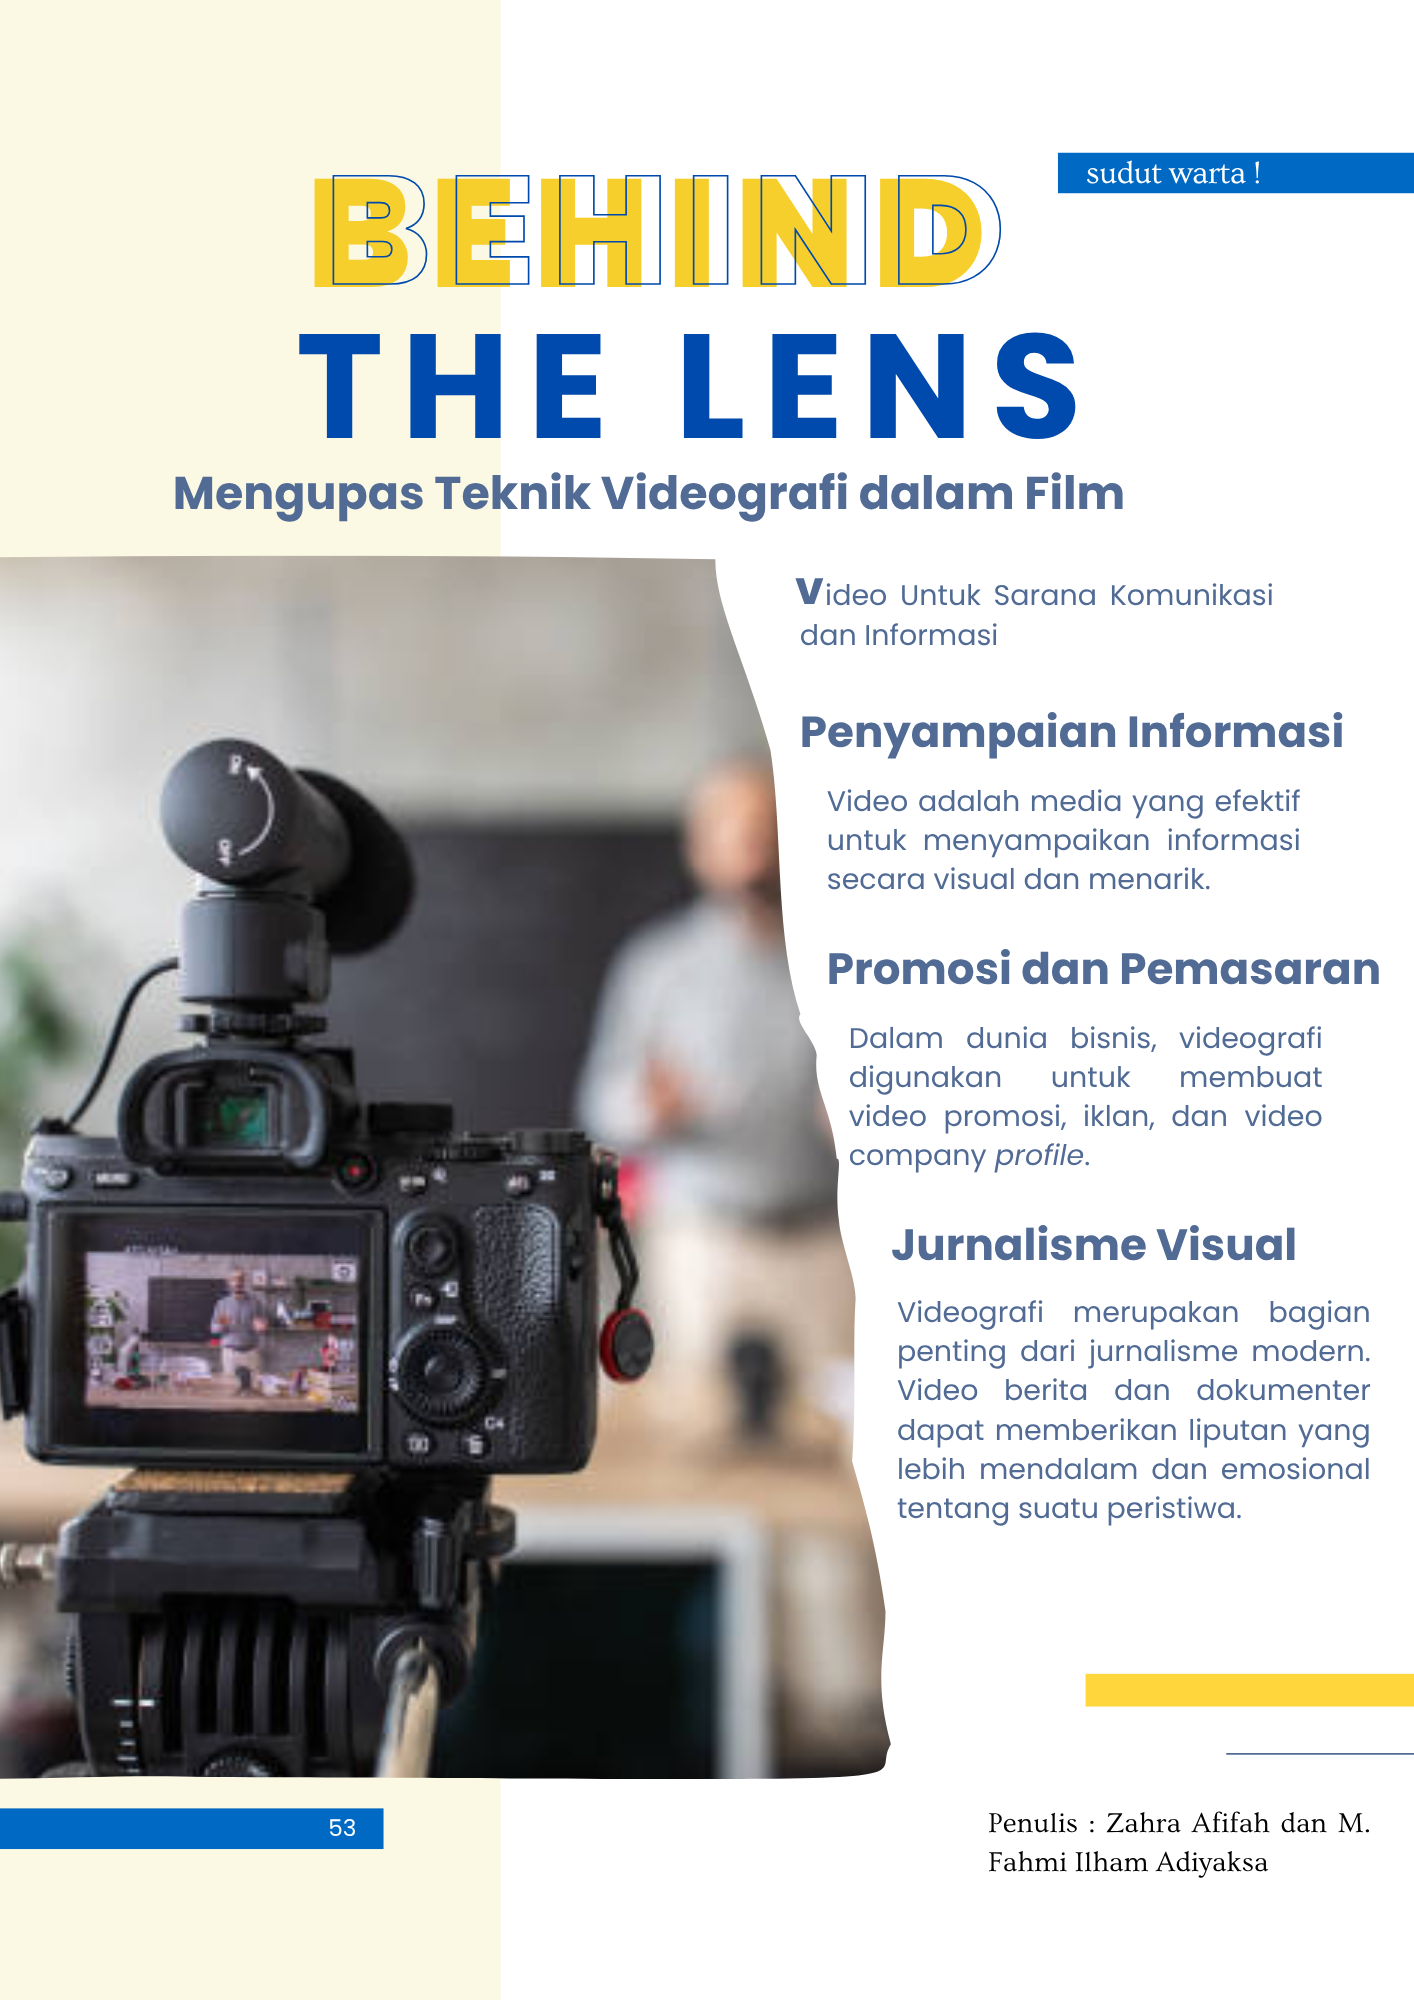 sudut warta !
BEHIND
THE LENS
Mengupas Teknik Videografi dalam Film
Video Untuk Sarana Komunikasi
dan Informasi
Penyampaian Informasi
Video adalah media yang efektif
untuk menyampaikan informasi
secara visual dan menarik.
Promosi dan Pemasaran
Dalam dunia bisnis, videografi
digunakan untuk membuat
video promosi, iklan, dan video
company profile.
Jurnalisme Visual
Videografi merupakan bagian
penting dari jurnalisme modern.
Video berita dan dokumenter
dapat memberikan liputan yang
lebih mendalam dan emosional
tentang suatu peristiwa.
OFF
MENU
C4
53
Penulis : Zahra Afifah dan M.
Fahmi Ilham Adiyaksa